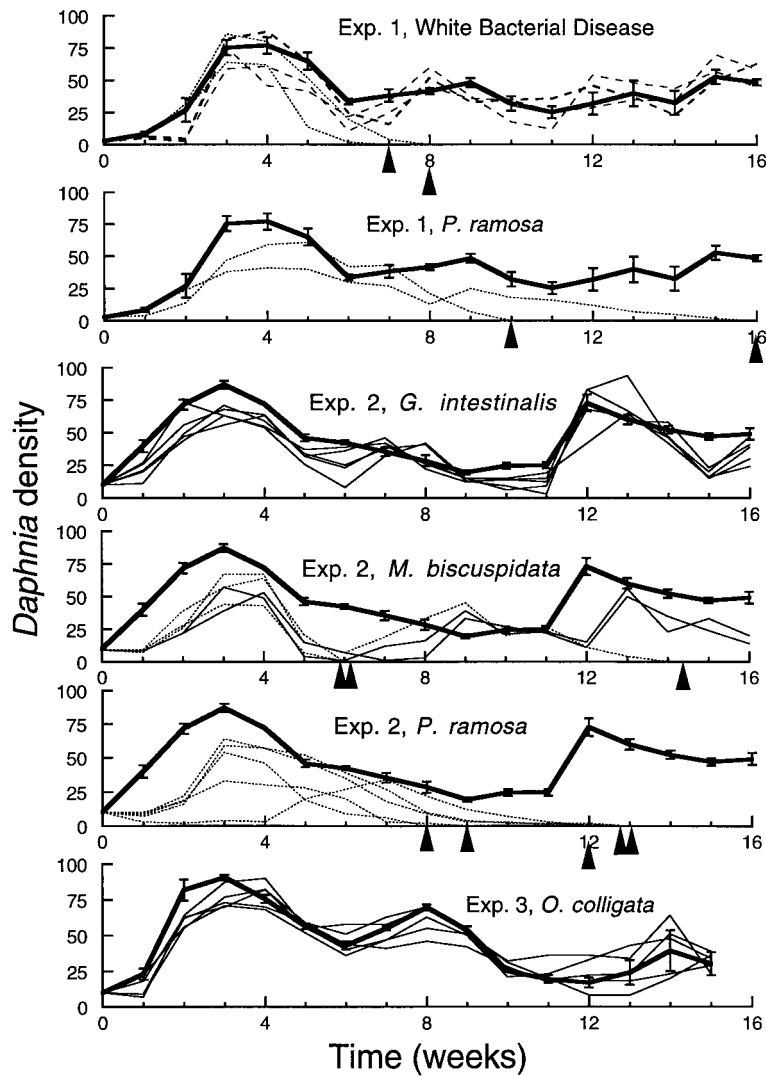 Exp. 1, White Bacterial Disease
100
75
50
25
0
0 4 8 12 16
Exp. 1, P. ramosa
100
75
50
25
0
0 4 8 12 16
Exp. 2, G. intestinalis
100
75
50
25
0
0 4 8 12 16
Exp. 2, M. biscuspidata
100
75
50
25
0
0 4 8 12 16
Exp. 2, P. ramosa
100
75
50
25
0
0 4 8 12 16
Exp. 3, O. colligata
100
75
50
25
0
0 4 8 12 16
Daphnia density
Time (weeks)